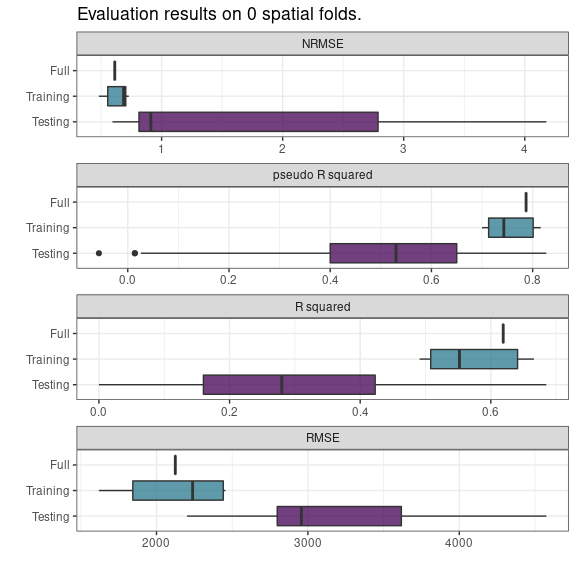 Evaluation results on 0 spatial folds.
NRMSE
Full
Training
Testing
1 2 3 4
pseudo R squared
Full
Training
Testing
0.0 0.2 0.4 0.6 0.8
R squared
Full
Training
Testing
0.0 0.2 0.4 0.6
RMSE
Full
Training
Testing
2000 3000 4000